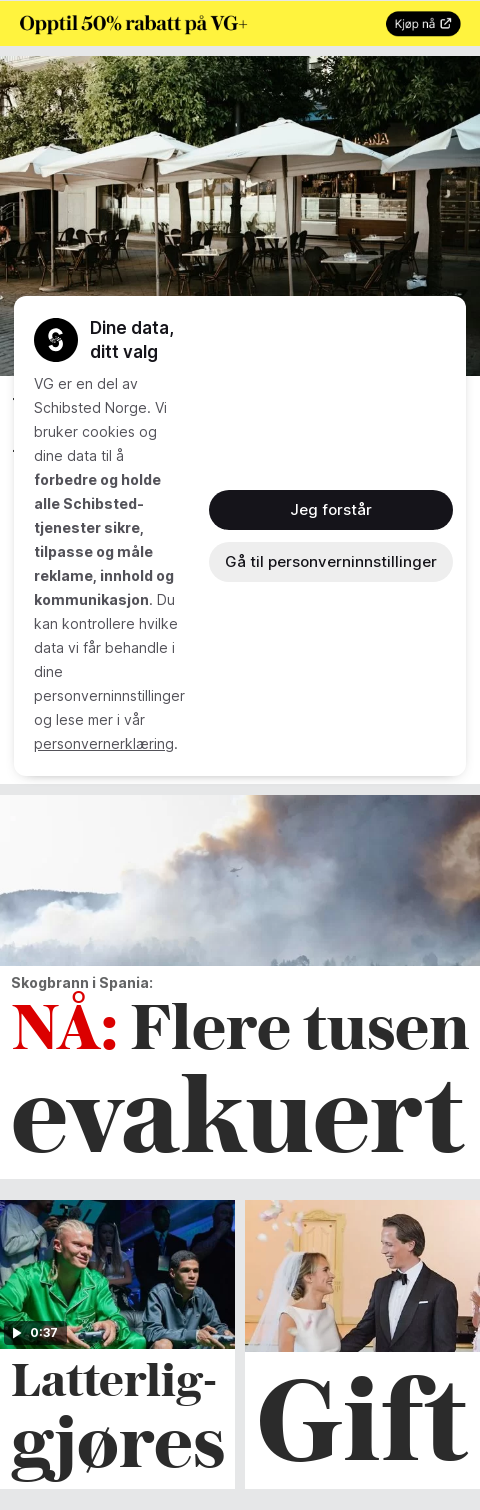 Opptil 50% rabatt på VG+
Kjøp nå
Dine data,
ditt valg
VG er en del av
Schibsted Norge. Vi
bruker cookies og
dine data til å
forbedre og holde
alle Schibsted-
tjenester sikre,
tilpasse og måle
reklame, innhold og
kommunikasjon. Du
kan kontrollere hvilke
data vi får behandle i
dine
personverninnstillinger
og lese mer i vår
personvernerklæring.
Jeg forstår
Gå til personverninnstillinger
Skogbrann i Spania:
NÅ: Flere tusen
evakuert
0:37
Latterlig-
gjøres
Gift